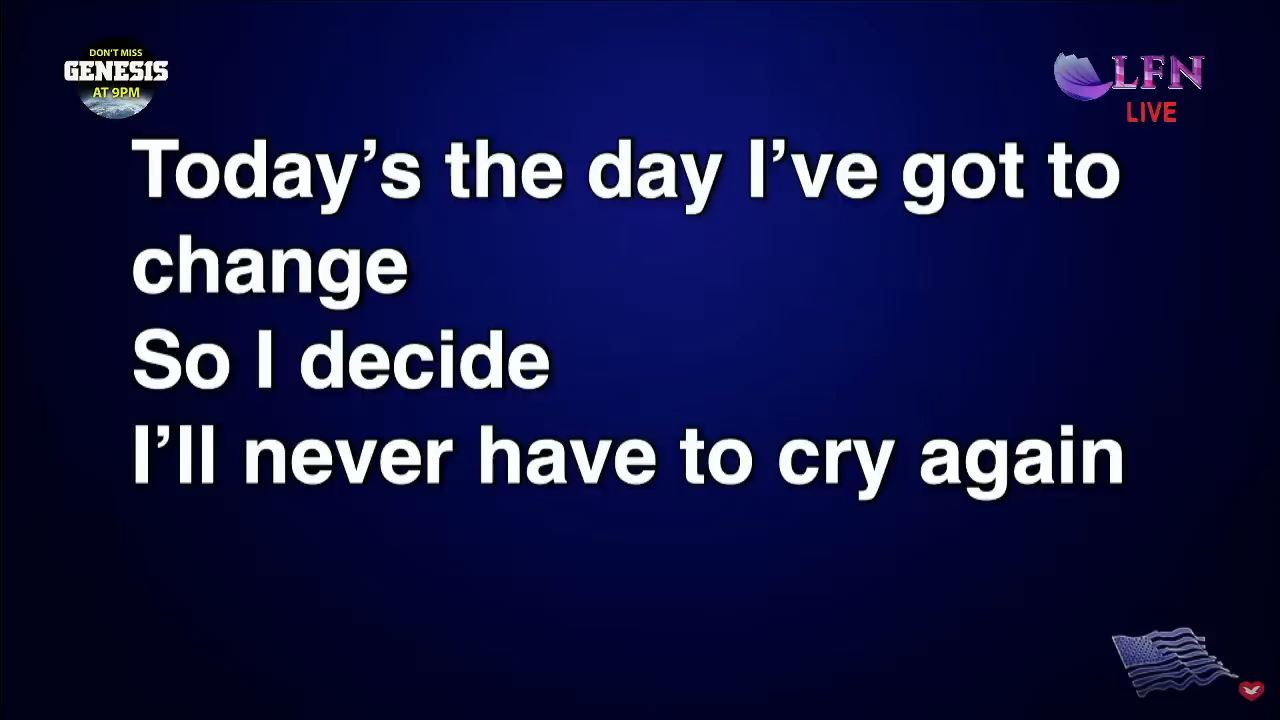 DON'T MISS
GENESIS
AT 9PM
LFN
LIVE
Today’s the day I’ve got to
change
So I decide
I’ll never have to cry again